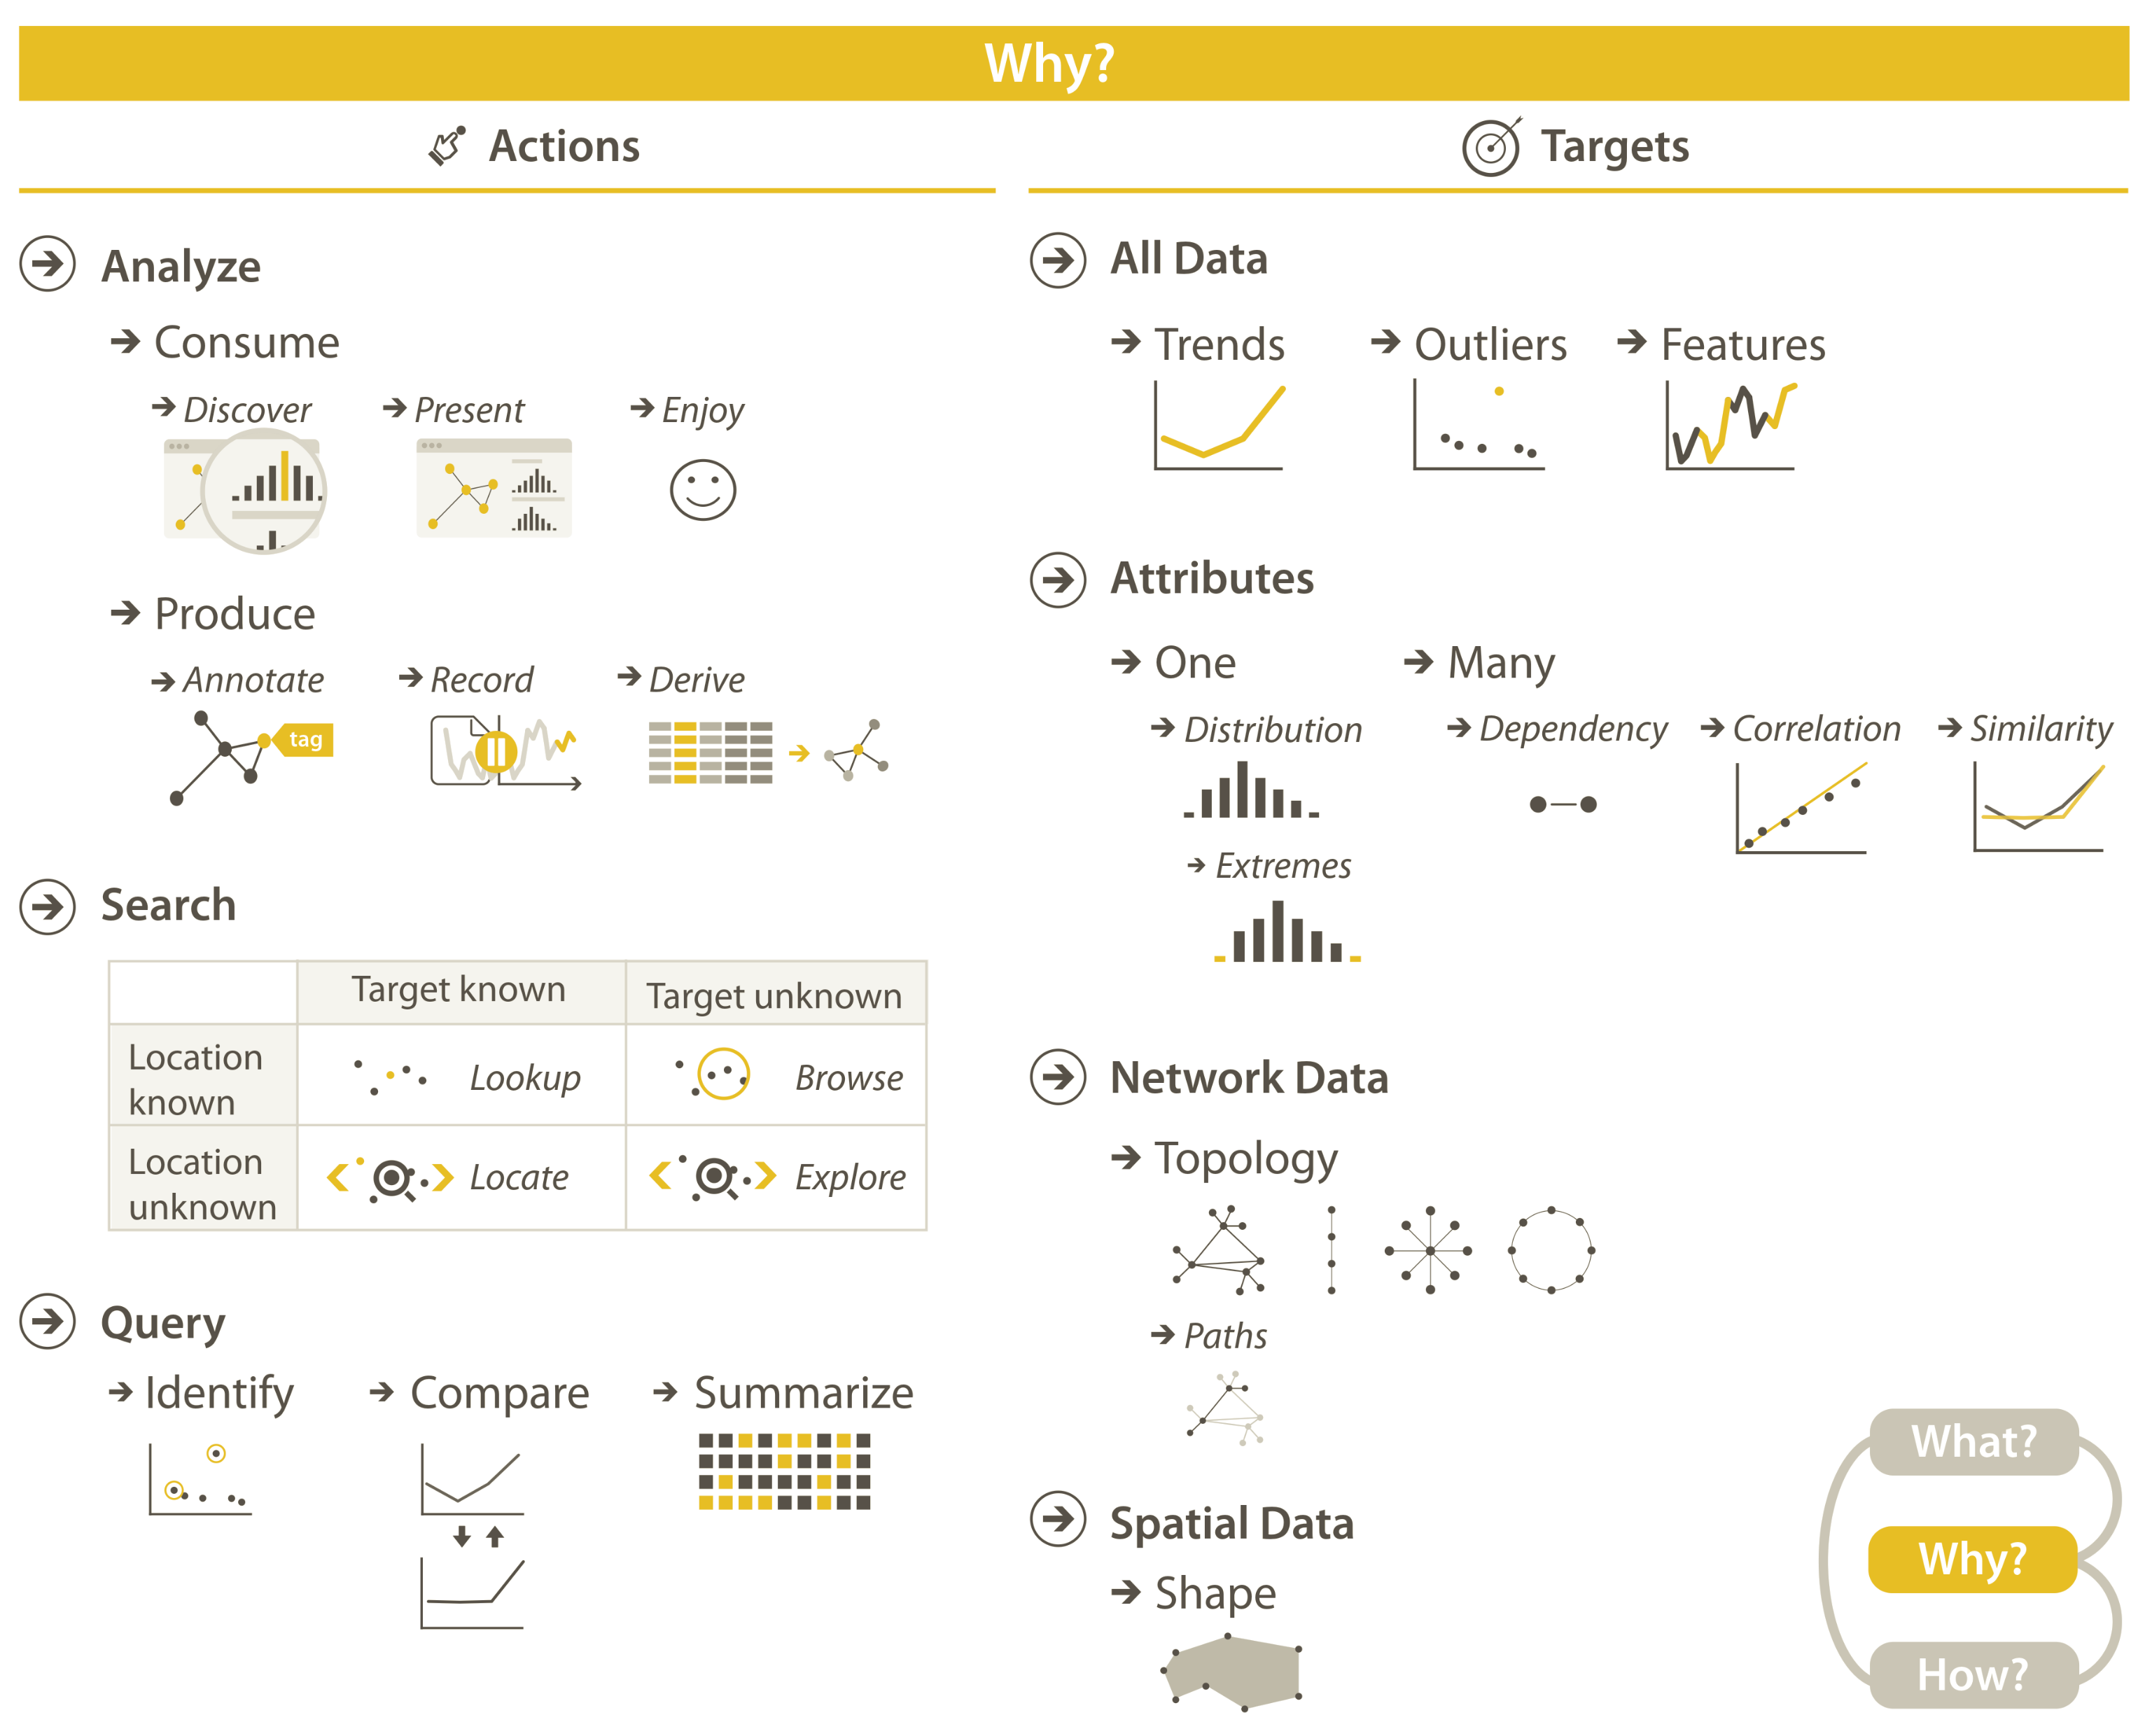 Why?
Actions
Analyze
Consume
Discover
Present
Enjoy
Produce
Annotate
Record
Derive
tag
Search
Target known
Target unknown
Location
known
Lookup
Browse
Location
unknown
Locate
Explore
Query
Identify
Compare
Summarize
Targets
All Data
Trends
Outliers
Features
Attributes
One
Many
Distribution
Dependency
Correlation
Similarity
Extremes
Network Data
Topology
Paths
Spatial Data
Shape
What?
Why?
How?